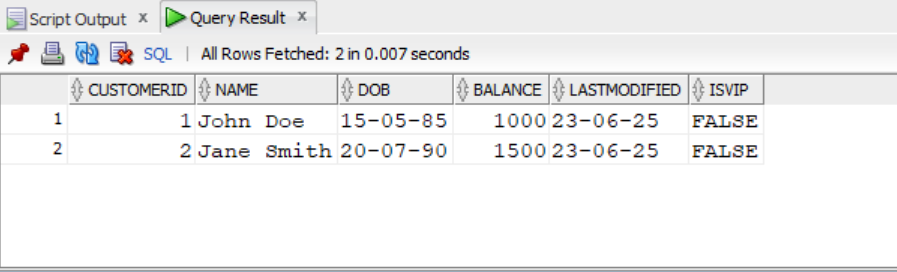 Script Output x Query Result x
SQL | All Rows Fetched: 2 in 0.007 seconds
CUSTOMERID NAME DOB BALANCE LASTMODIFIED ISVIP
1 1 John Doe 15-05-85 1000 23-06-25 FALSE
2 2 Jane Smith 20-07-90 1500 23-06-25 FALSE